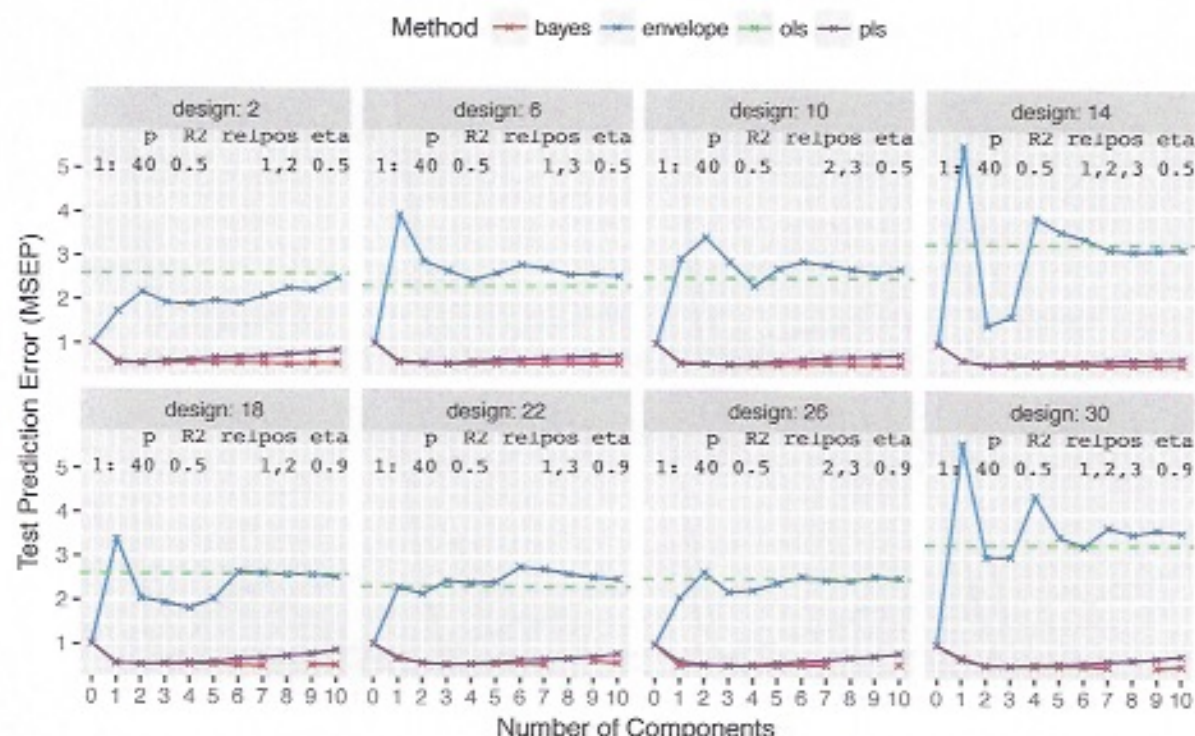 Method bayes envelope ols pls
design: 2 design: 6 design: 10 design: 14
p R2 relpos eta p R2 relpos eta p R2 relpos eta p R2 relpos eta
1: 40 0.5 1,2 0.5 1: 40 0.5 1,3 0.5 1: 40 0.5 2,3 0.5 1: 40 0.5 1,2,3 0.5
5
4
3
2
1
Test Prediction Error (MSEP)
design: 18 design: 22 design: 26 design: 30
p R2 relpos eta p R2 relpos eta p R2 relpos eta p R2 relpos eta
1: 40 0.5 1,2 0.9 1: 40 0.5 1,3 0.9 1: 40 0.5 2,3 0.9 1: 40 0.5 1,2,3 0.9
5
4
3
2
1
0 1 2 3 4 5 6 7 8 9 10 0 1 2 3 4 5 6 7 8 9 10 0 1 2 3 4 5 6 7 8 9 10 0 1 2 3 4 5 6 7 8 9 10
Number of Components